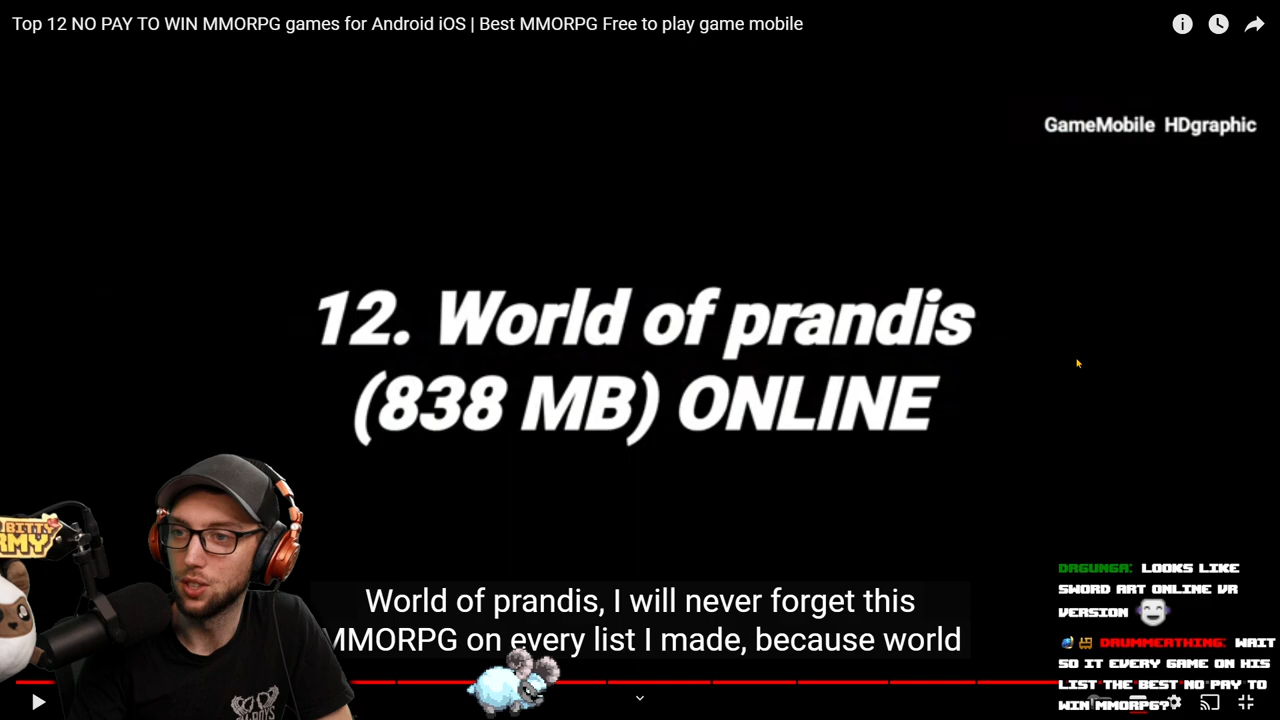 Top 12 NO PAY TO WIN MMORPG games for Android iOS | Best MMORPG Free to play game mobile
GameMobile HDgraphic
12. World of prandis
(838 MB) ONLINE
BITTY
ARMY
World of prandis, I will never forget this
MMORPG on every list I made, because world
DAGUNGA: LOOKS LIKE
SWORD ART ONLINE VR
VERSION
DRUMMERTHING: WAIT
SO IT EVERY GAME ON HIS
LIST THE BEST NO PAY TO
WIN MMORPG?